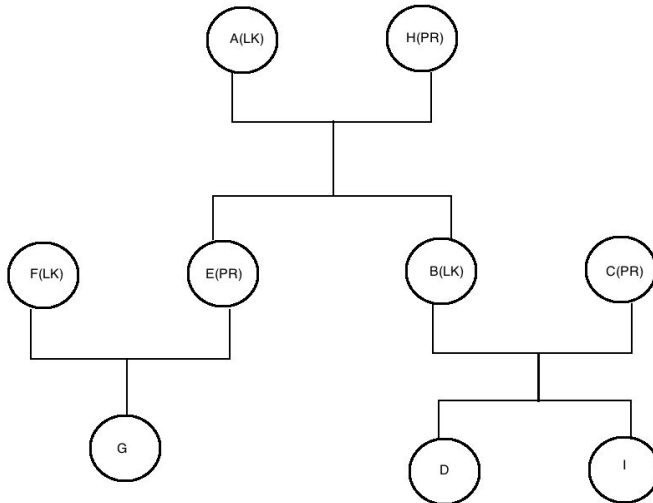 A(LK)
H(PR)
F(LK)
E(PR)
B(LK)
C(PR)
G
D
I